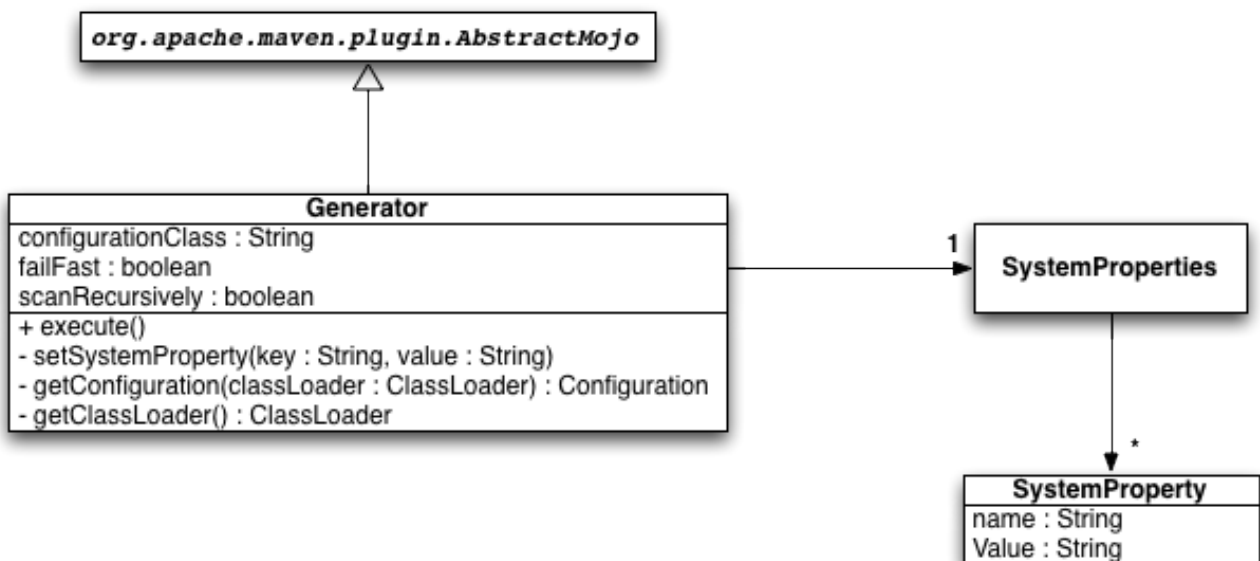 org.apache.maven.plugin.AbstractMojo
Generator
configurationClass : String
failFast : boolean
scanRecursively : boolean
+ execute()
- setSystemProperty(key : String, value : String)
- getConfiguration(classLoader : ClassLoader) : Configuration
- getClassLoader() : ClassLoader
1
SystemProperties
*
SystemProperty
name : String
Value : String